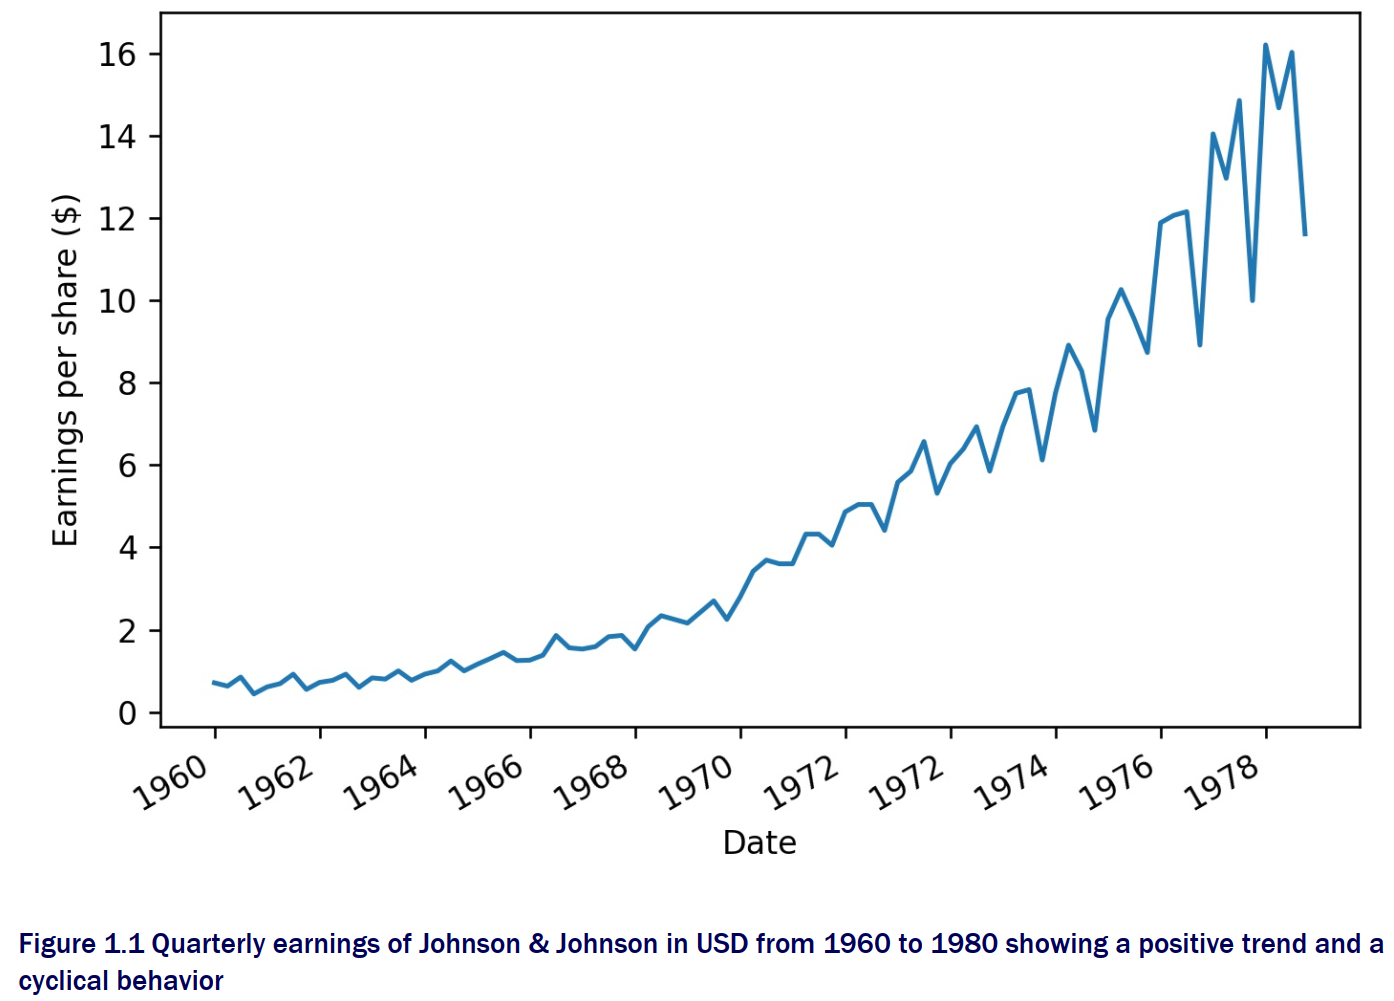 16
14
12
10
8
6
4
2
0
Earnings per share ($)
1960 1962 1964 1966 1968 1970 1972 1972 1974 1976 1978
Date
Figure 1.1 Quarterly earnings of Johnson & Johnson in USD from 1960 to 1980 showing a positive trend and a
cyclical behavior